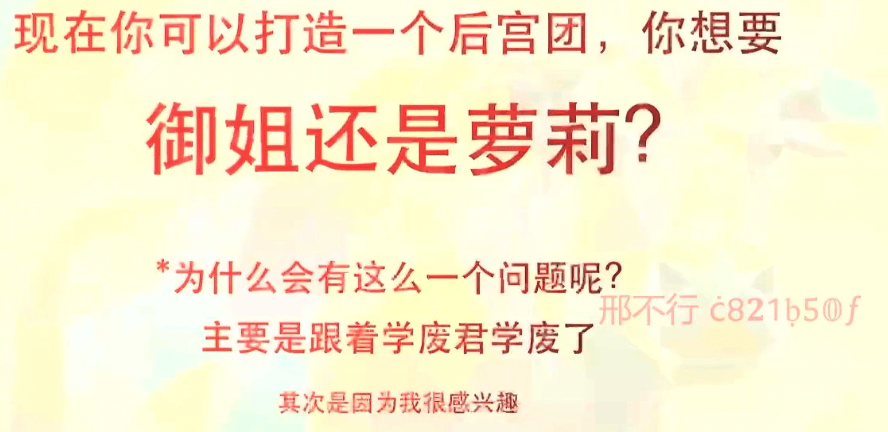 现在你可以打造一个后宫团，你想要
御姐还是萝莉？
*为什么会有这么一个问题呢？
邢不行 ċ8𝟐1ḅ5𝟘ƒ
主要是跟着学废君学废了
其次是因为我很感兴趣